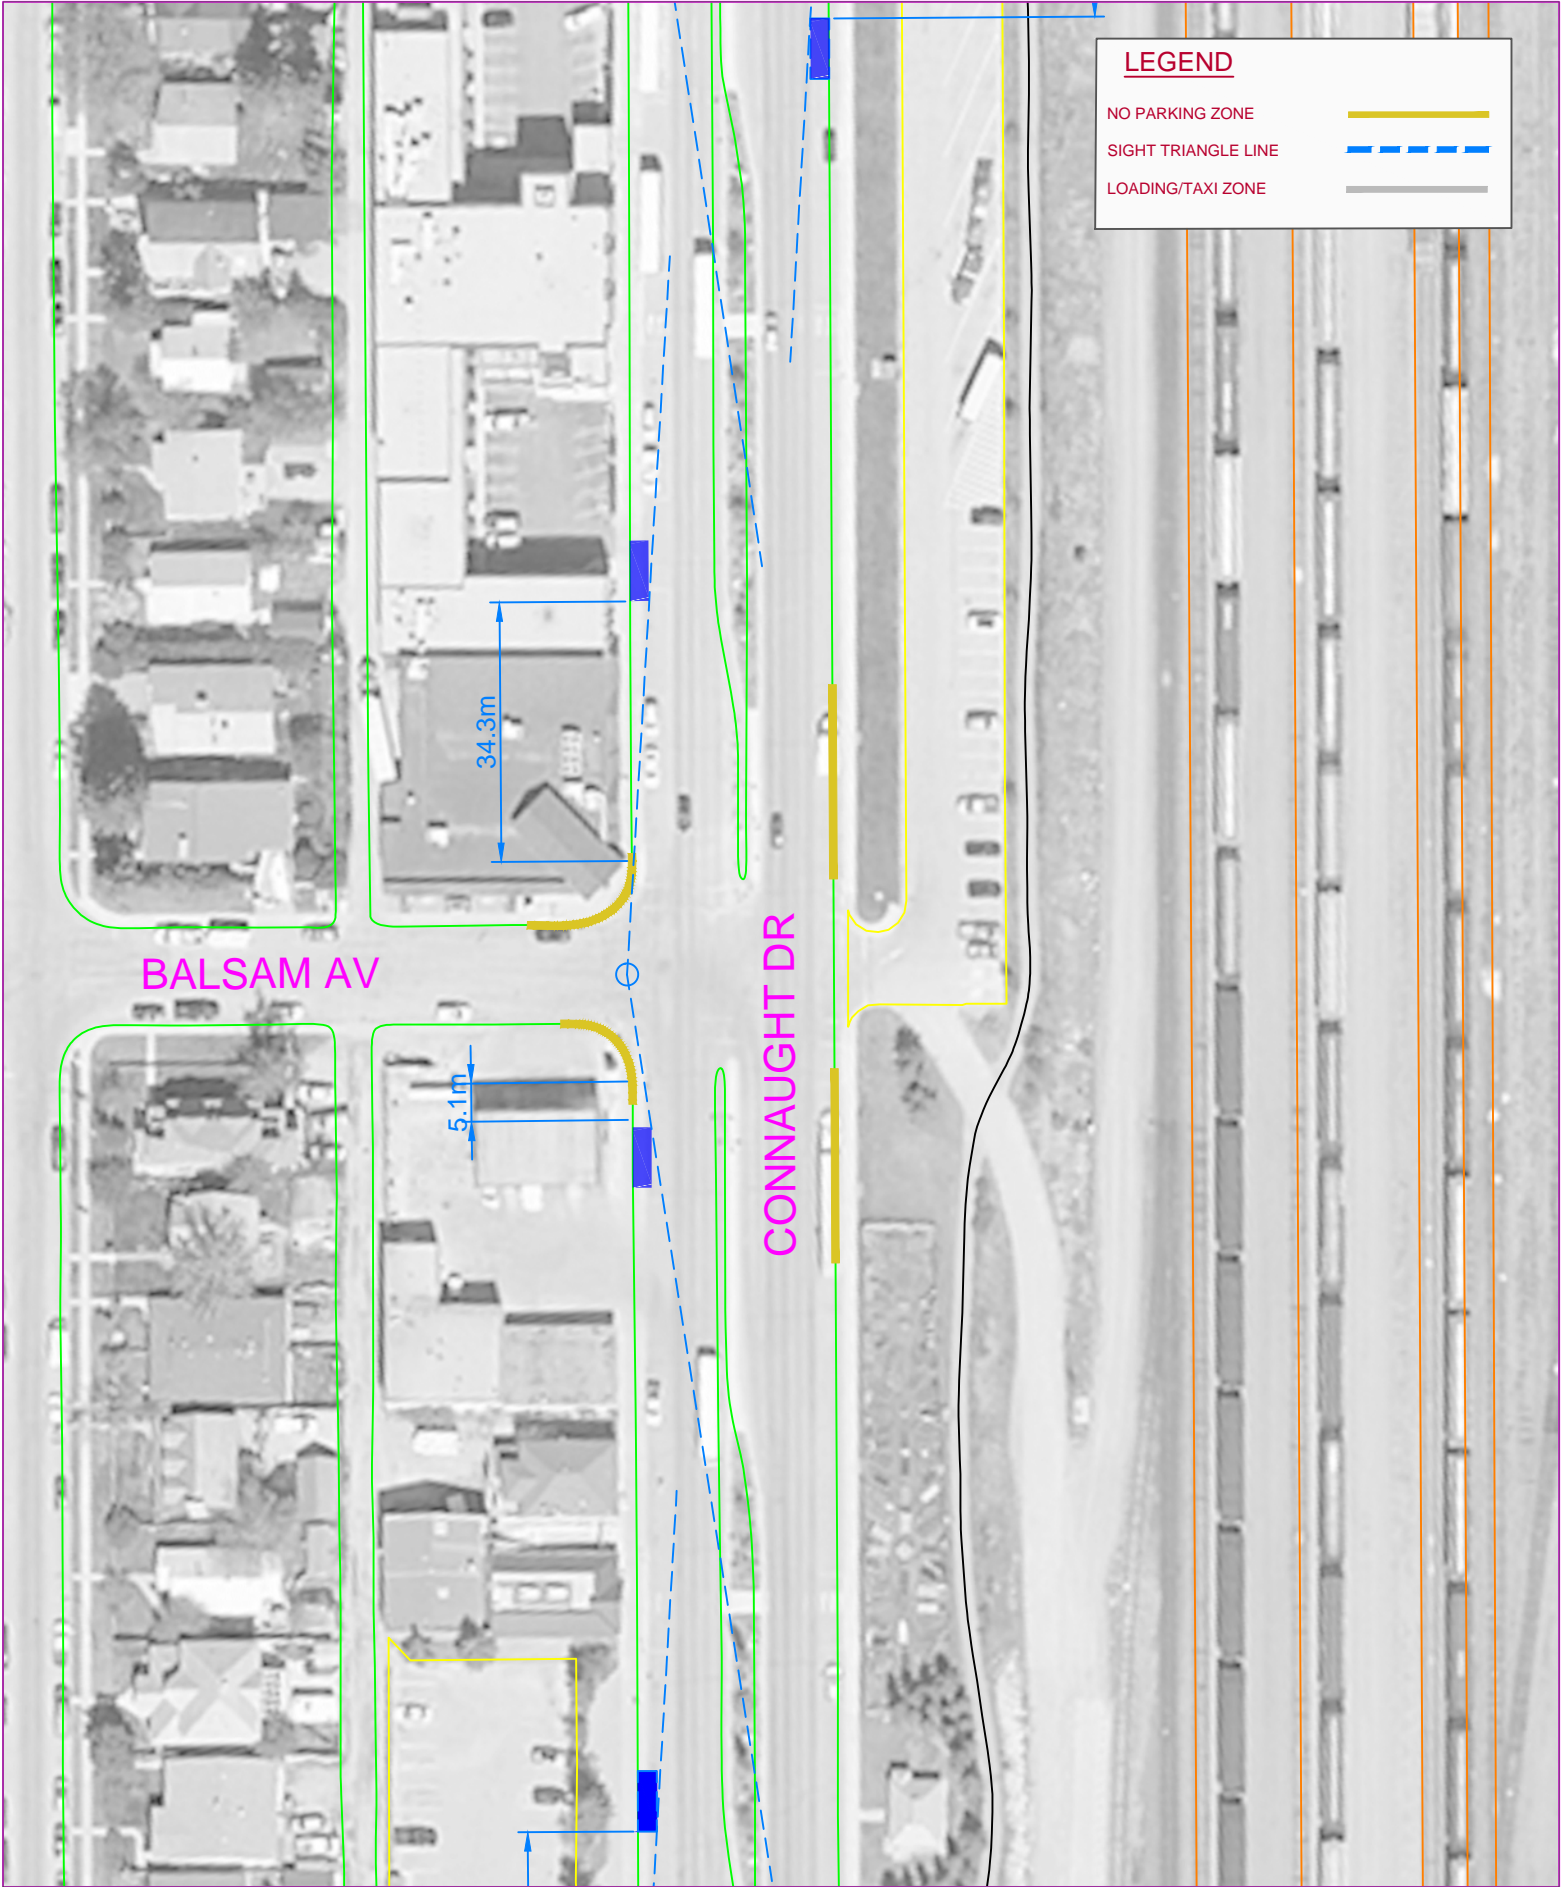 LEGEND
NO PARKING ZONE
SIGHT TRIANGLE LINE
LOADING/TAXI ZONE
34.3m
BALSAM AV
CONNAUGHT DR
5.1m